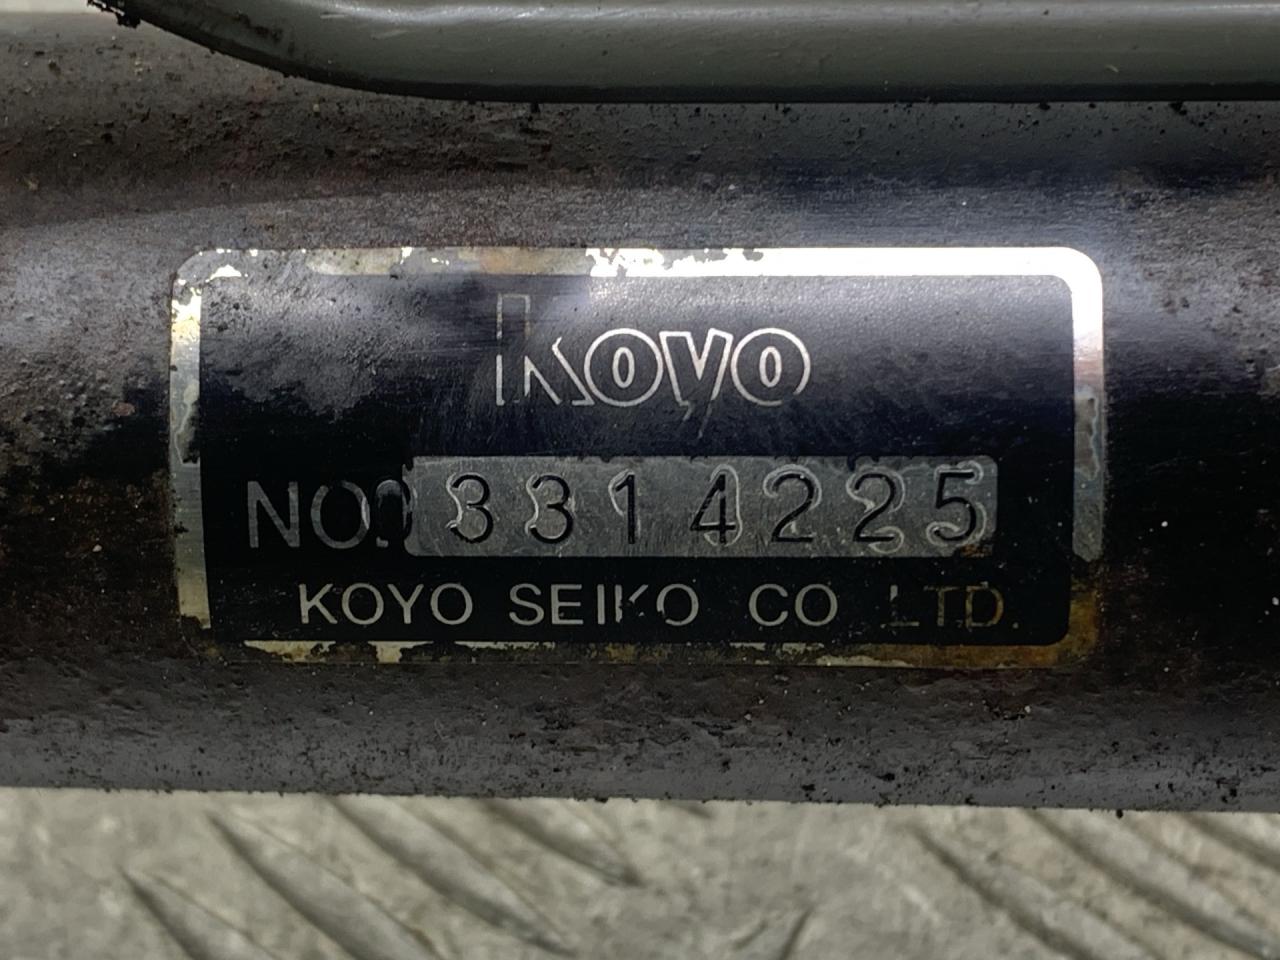 Koyo
NO. 3314225
KOYO SEIKO CO LTD.